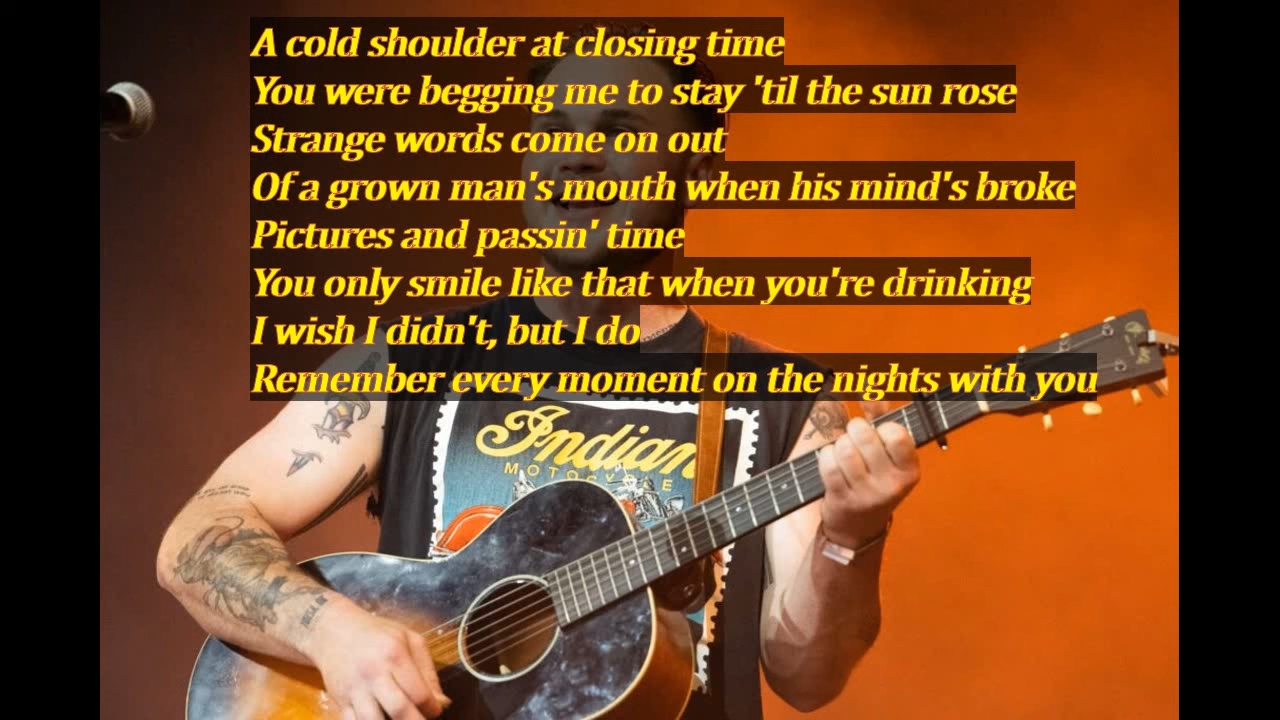 A cold shoulder at closing time
You were begging me to stay 'til the sun rose
Strange words come on out
Of a grown man's mouth when his mind's broke
Pictures and passin' time
You only smile like that when you're drinking
I wish I didn't, but I do
Remember every moment on the nights with you
Indian
MOTOCYCLE